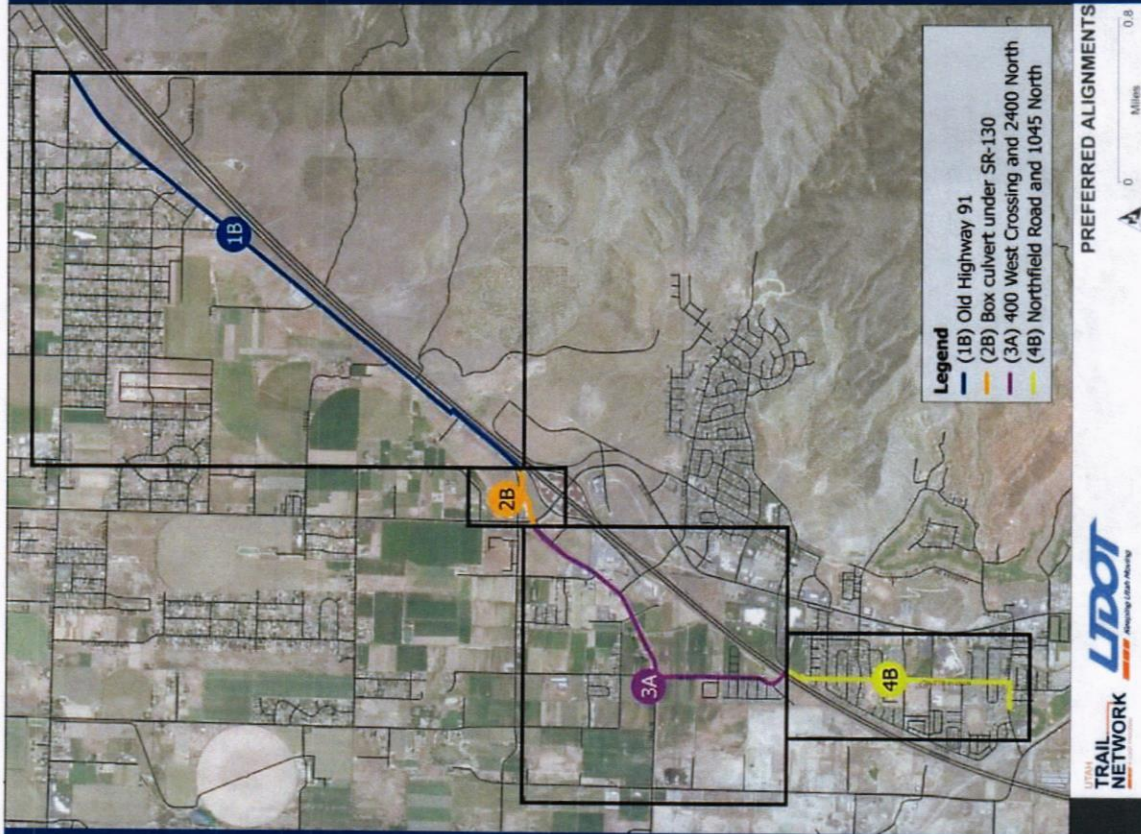 1B
2B
3A
4B
Legend
(1B) Old Highway 91
(2B) Box culvert under SR-130
(3A) 400 West Crossing and 2400 North
(4B) Northfield Road and 1045 North
UTAH
TRAIL
NETWORK
UDOT
Keeping Utah Moving
PREFERRED ALIGNMENTS
0
Miles
0.8